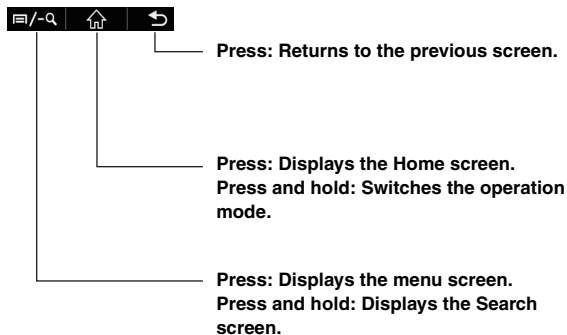 Press: Returns to the previous screen.
Press: Displays the Home screen.
Press and hold: Switches the operation
mode.
Press: Displays the menu screen.
Press and hold: Displays the Search
screen.